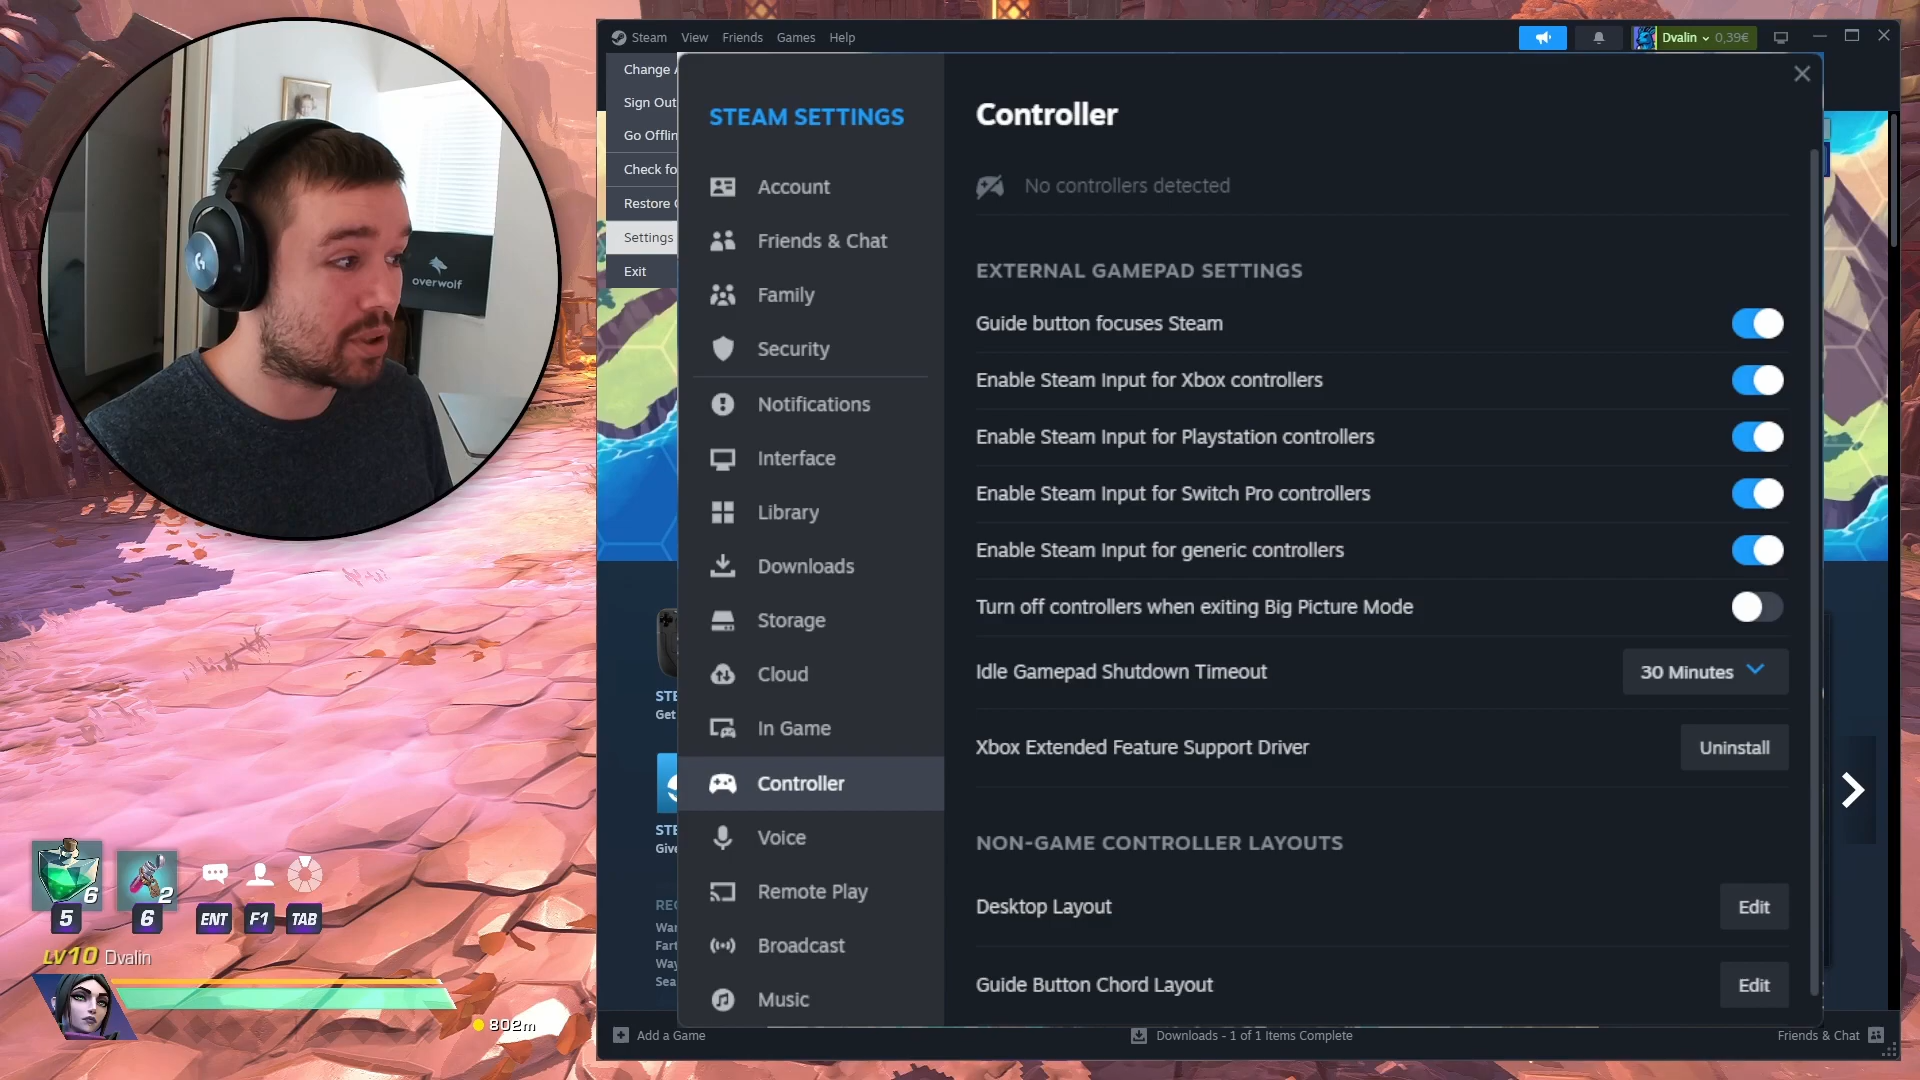 Steam View Friends Games Help
Dvalin 0,39€
Change
Sign Out
Go Offlin
Check fo
Restore
Settings
Exit
overwolf
STEAM SETTINGS
Account
Friends & Chat
Family
Security
Notifications
Interface
Library
Downloads
Storage
Cloud
In Game
Controller
Voice
Remote Play
Broadcast
Music
Controller
No controllers detected
EXTERNAL GAMEPAD SETTINGS
Guide button focuses Steam
Enable Steam Input for Xbox controllers
Enable Steam Input for Playstation controllers
Enable Steam Input for Switch Pro controllers
Enable Steam Input for generic controllers
Turn off controllers when exiting Big Picture Mode
Idle Gamepad Shutdown Timeout 30 Minutes
Xbox Extended Feature Support Driver Uninstall
NON-GAME CONTROLLER LAYOUTS
Desktop Layout Edit
Guide Button Chord Layout Edit
STE
Get
STE
Give
REC
War
Fart
Way
Sea
6 2
5 6 ENT F1 TAB
LV10 Dvalin
802m
Add a Game Downloads - 1 of 1 Items Complete Friends & Chat